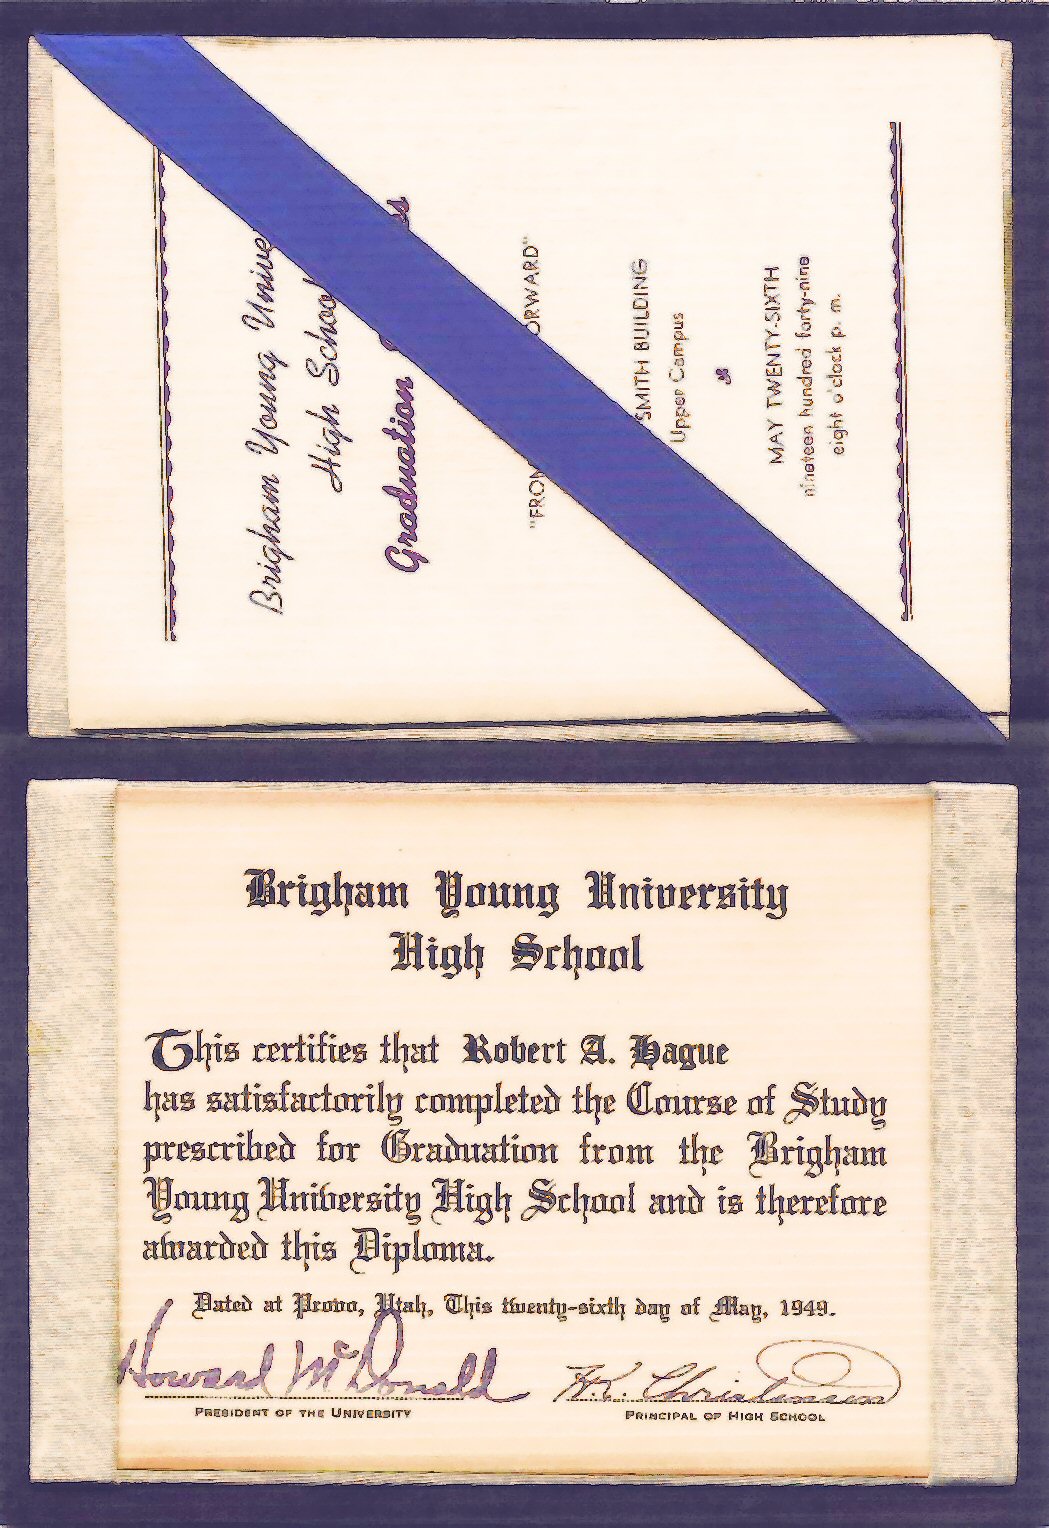 Brigham Young Unive
High School
Graduation
"FROM ORWARD"
SMITH BUILDING
Upper Campus
MAY TWENTY-SIXTH
nineteen hundred forty-nine
eight o'clock p. m.
Brigham Young University
High School
This certifies that Robert A. Hague
has satisfactorily completed the Course of Study
prescribed for Graduation from the Brigham
Young University High School and is therefore
awarded this Diploma.
Dated at Provo, Utah, This twenty-sixth day of May, 1949.
Howard McDonald H.K. Christensen
PRESIDENT OF THE UNIVERSITY PRINCIPAL OF HIGH SCHOOL